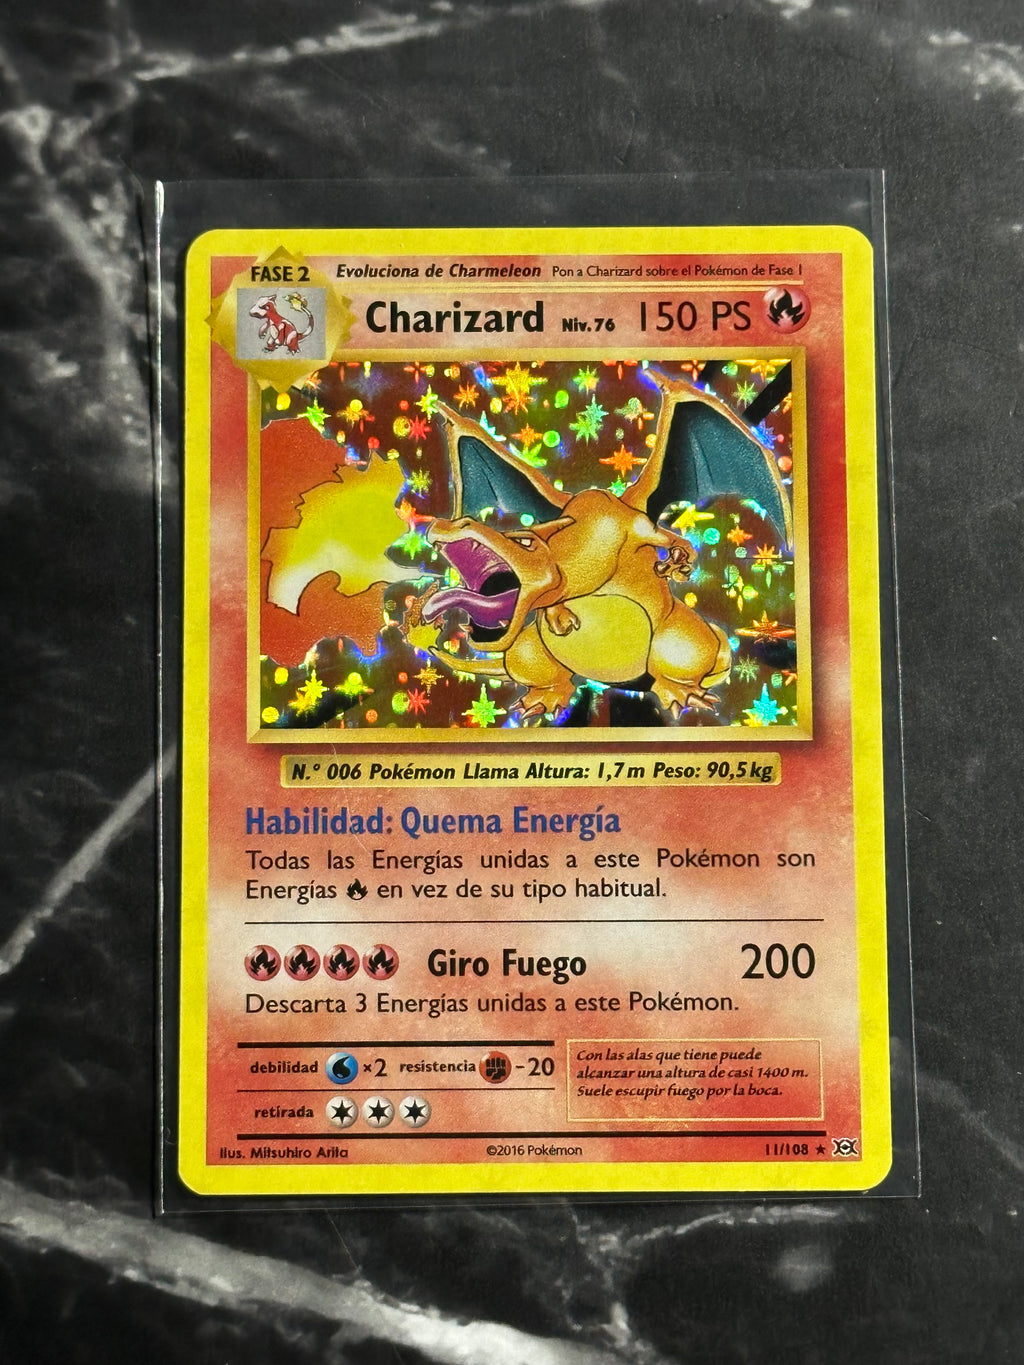 FASE 2
Evoluciona de Charmeleon Pon a Charizard sobre el Pokémon de Fase 1
Charizard Niv. 76 150 PS
N.° 006 Pokémon Llama Altura: 1,7 m Peso: 90,5 kg
Habilidad: Quema Energía
Todas las Energías unidas a este Pokémon son
Energías en vez de su tipo habitual.
Giro Fuego 200
Descarta 3 Energías unidas a este Pokémon.
debilidad ×2 resistencia -20
Con las alas que tiene puede
alcanzar una altura de casi 1400 m.
Suele escupir fuego por la boca.
retirada
Ilus. Mitsuhiro Arita ©2016 Pokémon 11/108 ★